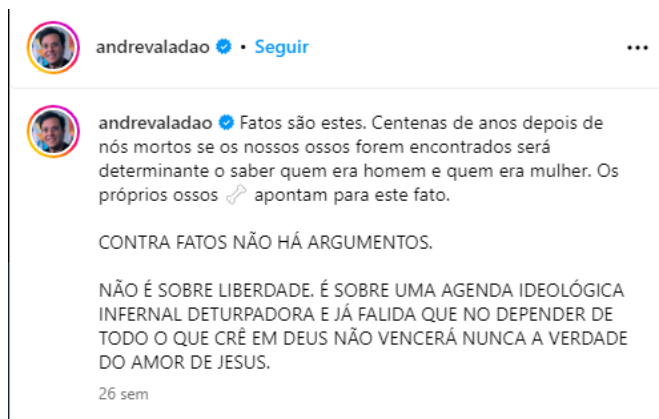 andrevaladao • Seguir
andrevaladao Fatos são estes. Centenas de anos depois de
nós mortos se os nossos ossos forem encontrados será
determinante o saber quem era homem e quem era mulher. Os
próprios ossos 🦴 apontam para este fato.
CONTRA FATOS NÃO HÁ ARGUMENTOS.
NÃO É SOBRE LIBERDADE. É SOBRE UMA AGENDA IDEOLÓGICA
INFERNAL DETURPADORA E JÁ FALIDA QUE NO DEPENDER DE
TODO O QUE CRÊ EM DEUS NÃO VENCERÁ NUNCA A VERDADE
DO AMOR DE JESUS.
26 sem